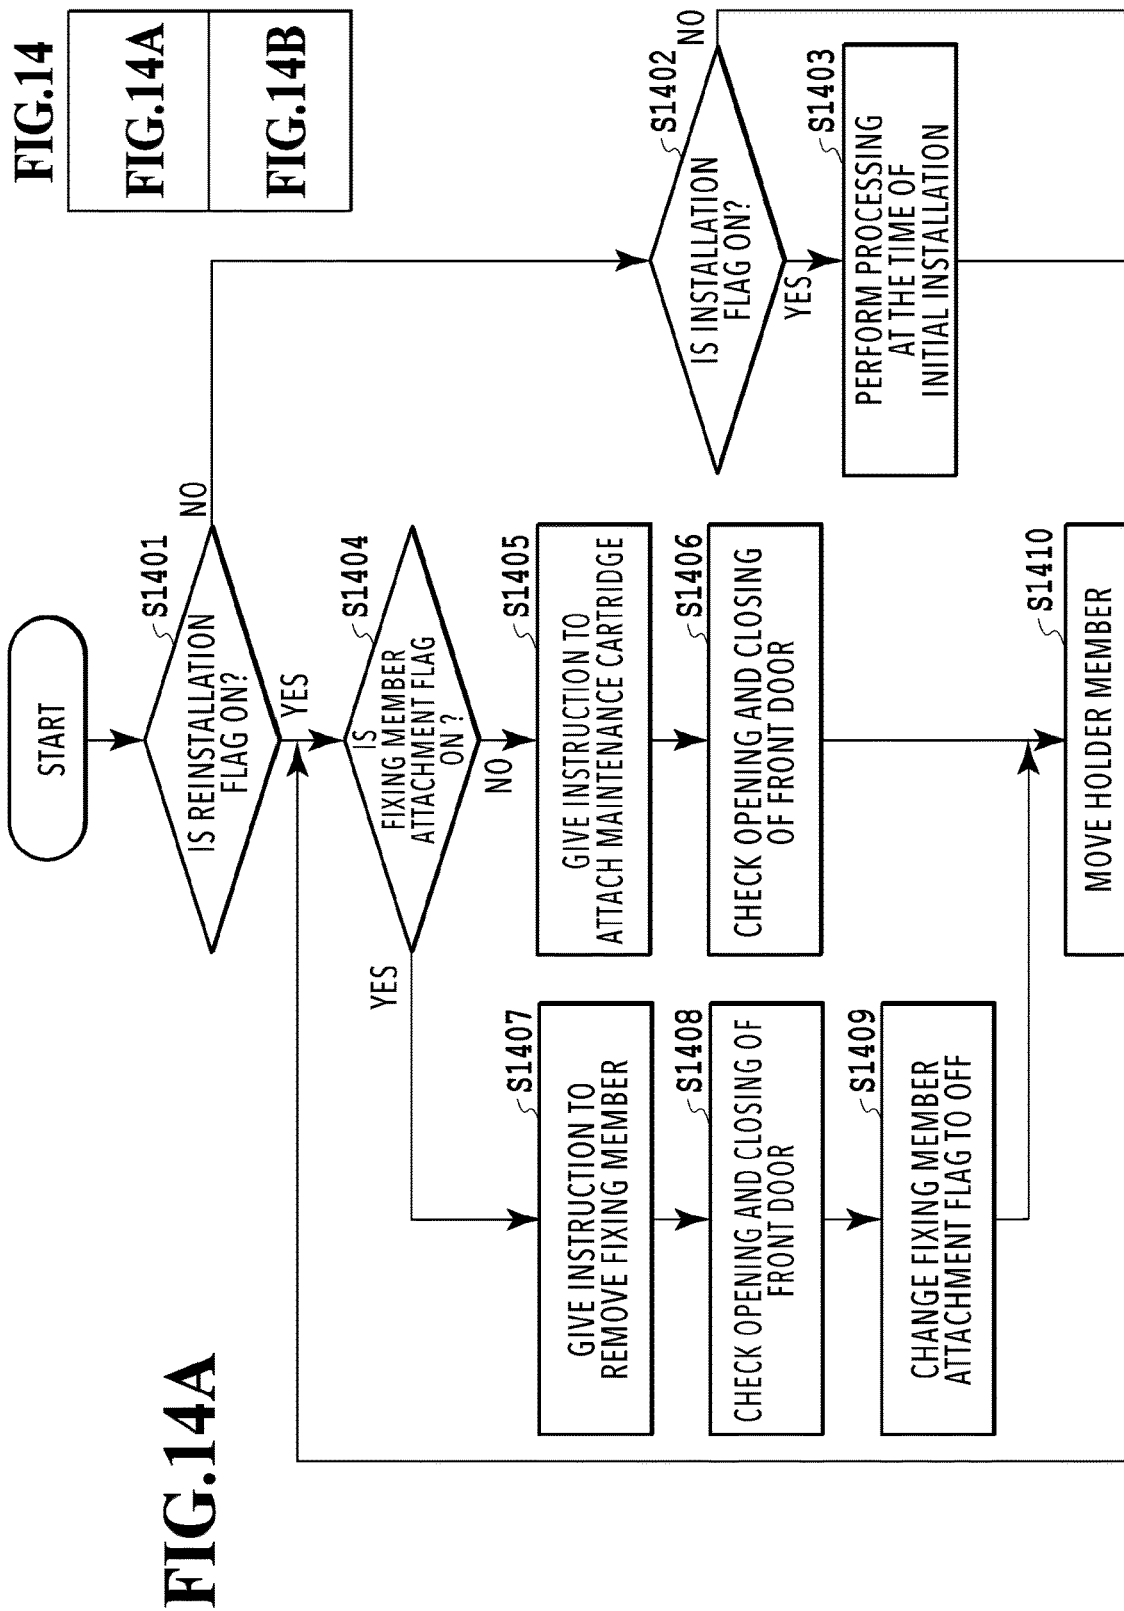 FIG.14A
FIG.14
FIG.14A
FIG.14B
START
S1401
IS REINSTALLATION
FLAG ON?
NO
YES
S1402
IS INSTALLATION
FLAG ON?
NO
YES
S1403
PERFORM PROCESSING
AT THE TIME OF
INITIAL INSTALLATION
S1404
IS
FIXING MEMBER
ATTACHMENT FLAG
ON ?
YES
NO
S1405
GIVE INSTRUCTION TO
ATTACH MAINTENANCE CARTRIDGE
S1406
CHECK OPENING AND CLOSING
OF FRONT DOOR
S1407
GIVE INSTRUCTION TO
REMOVE FIXING MEMBER
S1408
CHECK OPENING AND CLOSING OF
FRONT DOOR
S1409
CHANGE FIXING MEMBER
ATTACHMENT FLAG TO OFF
S1410
MOVE HOLDER MEMBER